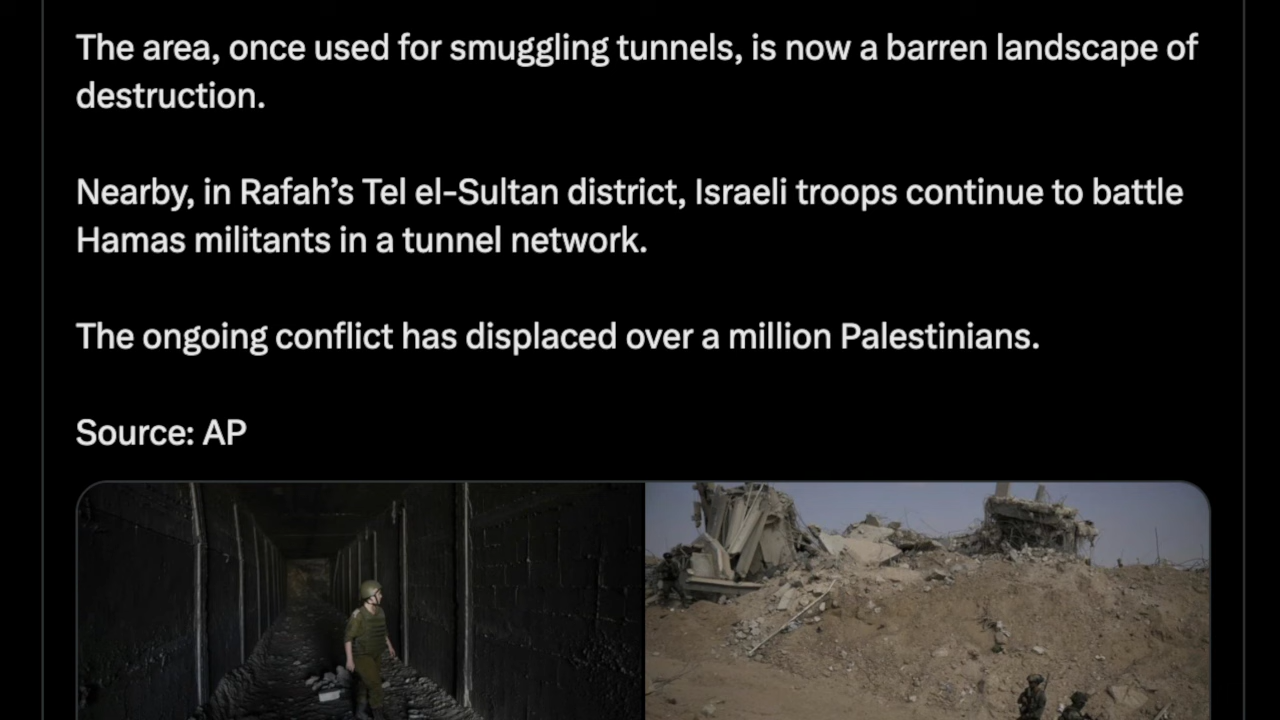 The area, once used for smuggling tunnels, is now a barren landscape of
destruction.
Nearby, in Rafah’s Tel el-Sultan district, Israeli troops continue to battle
Hamas militants in a tunnel network.
The ongoing conflict has displaced over a million Palestinians.
Source: AP